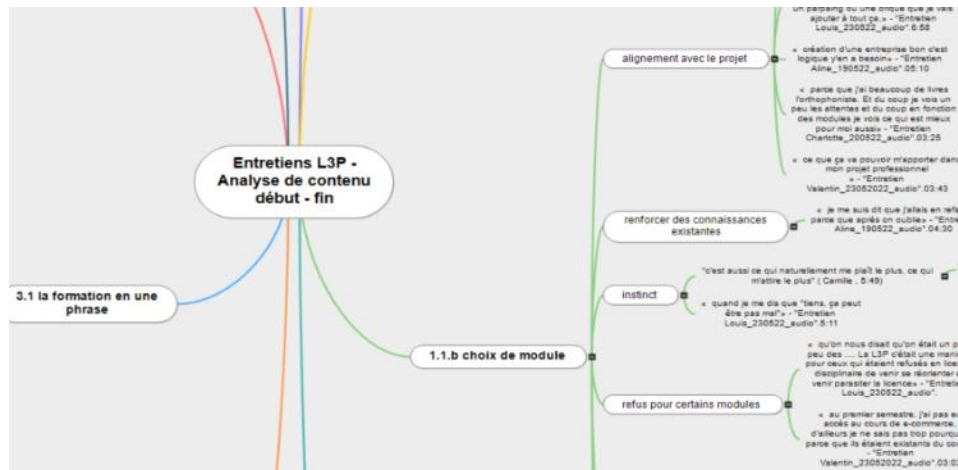 un parpaing ou une brique que je vais
ajouter à tout ça.» - "Entretien
Louis_230522_audio".6:58
alignement avec le projet
« création d'une entreprise bon c'est
logique y'en a besoin» - "Entretien
Aline_190522_audio".05:10
« parce que j'ai beaucoup de livres
l'orthophoniste. Et du coup je vois un
peu les attentes et du coup en fonction
des modules je vois ce qui est mieux
pour moi aussi» - "Entretien
Charlotte_200522_audio".03:25
« ce que ça va pouvoir m'apporter dans
mon projet professionnel
» - "Entretien
Valentin_23052022_audio".03:43
Entretiens L3P -
Analyse de contenu
début - fin
renforcer des connaissances
existantes
« je me suis dit que j'allais en refa
parce que après on oublie» - "Entre
Aline_190522_audio".04:30
3.1 la formation en une
phrase
instinct
"c'est aussi ce qui naturellement me plaît le plus, ce qui
m'attire le plus" ( Camille , 5:49)
« quand je me dis que "tiens, ça peut
être pas mal"» - "Entretien
Louis_230522_audio".5:11
1.1.b choix de module
refus pour certains modules
« qu'on nous disait qu'on était un p
peu des .... La L3P c'était une mani
pour ceux qui étaient refusés en lice
disciplinaire de venir se réorienter
venir parasiter la licence» - "Entreti
Louis_230522_audio".
« au premier semestre, j'ai pas e
accès au cours de e-commerce,
d'ailleurs je ne sais pas trop pourqu
parce que ils étaient existants du co
- "Entretien
Valentin_23052022_audio".03:0